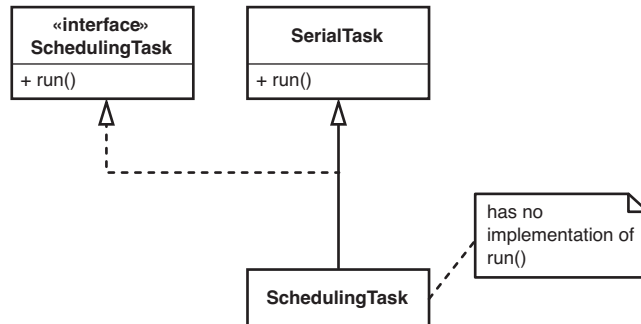 «interface»
SchedulingTask
+ run()
SerialTask
+ run()
has no
implementation of
run()
SchedulingTask